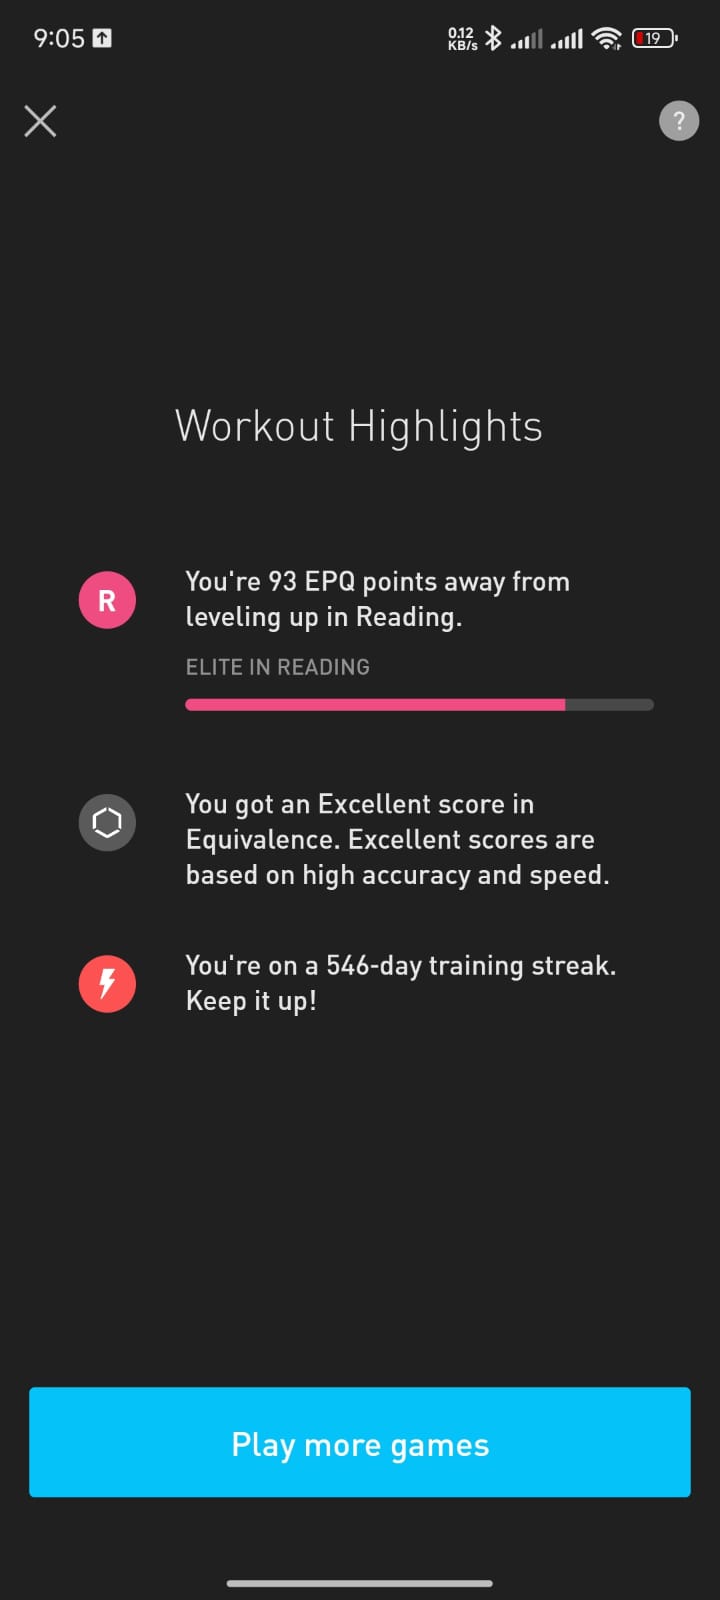 9:05
0.12
KB/s
19
?
Workout Highlights
R
You're 93 EPQ points away from
leveling up in Reading.
ELITE IN READING
You got an Excellent score in
Equivalence. Excellent scores are
based on high accuracy and speed.
You're on a 546-day training streak.
Keep it up!
Play more games